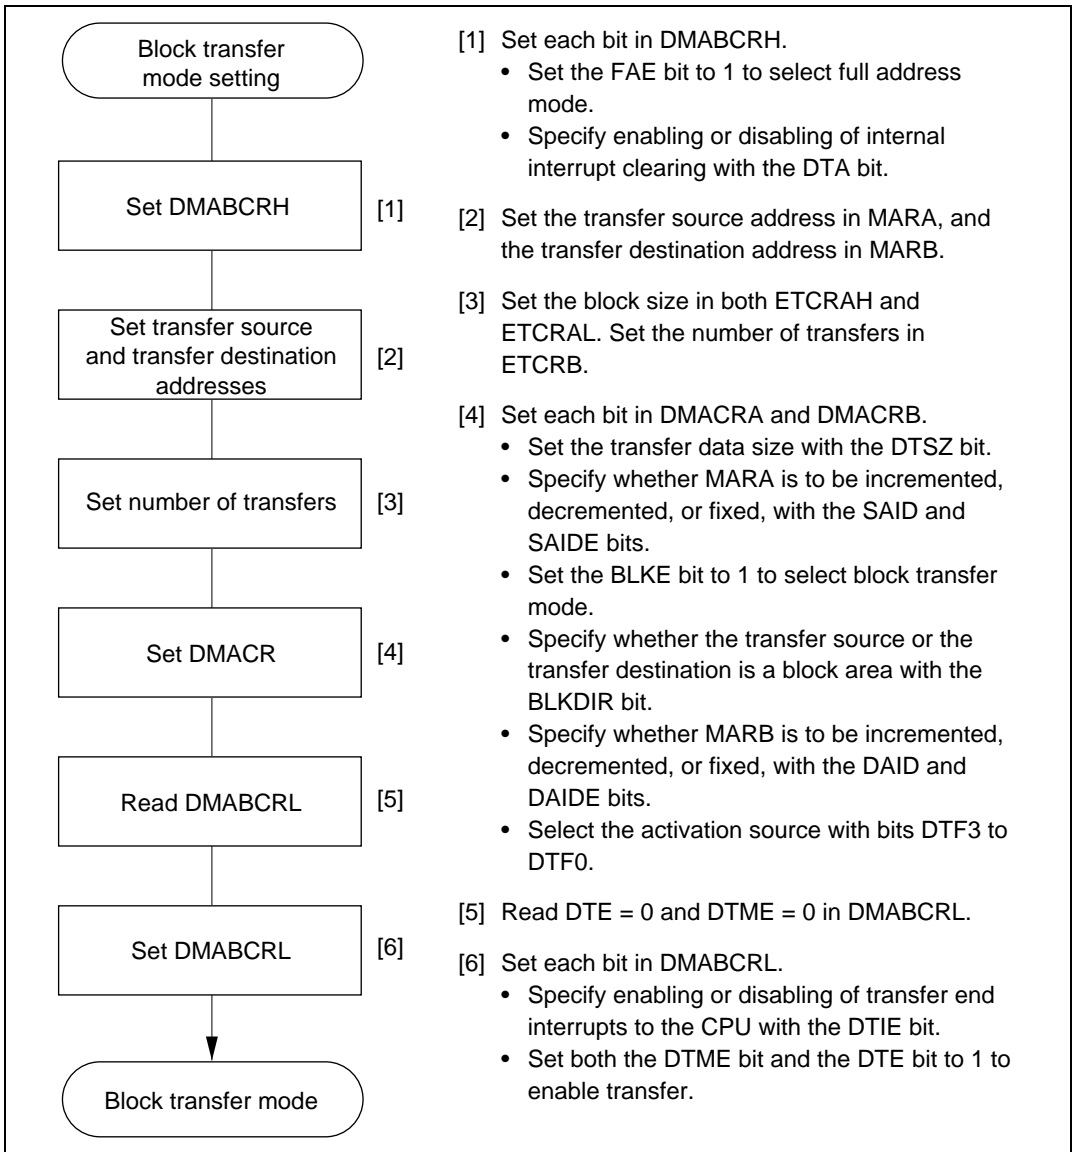 Block transfer
mode setting
Set DMABCRH
[1]
Set transfer source
and transfer destination
addresses
[2]
Set number of transfers
[3]
Set DMACR
[4]
Read DMABCRL
[5]
Set DMABCRL
[6]
Block transfer mode
[1] Set each bit in DMABCRH.
• Set the FAE bit to 1 to select full address
mode.
• Specify enabling or disabling of internal
interrupt clearing with the DTA bit.
[2] Set the transfer source address in MARA, and
the transfer destination address in MARB.
[3] Set the block size in both ETCRAH and
ETCRAL. Set the number of transfers in
ETCRB.
[4] Set each bit in DMACRA and DMACRB.
• Set the transfer data size with the DTSZ bit.
• Specify whether MARA is to be incremented,
decremented, or fixed, with the SAID and
SAIDE bits.
• Set the BLKE bit to 1 to select block transfer
mode.
• Specify whether the transfer source or the
transfer destination is a block area with the
BLKDIR bit.
• Specify whether MARB is to be incremented,
decremented, or fixed, with the DAID and
DAIDE bits.
• Select the activation source with bits DTF3 to
DTF0.
[5] Read DTE = 0 and DTME = 0 in DMABCRL.
[6] Set each bit in DMABCRL.
• Specify enabling or disabling of transfer end
interrupts to the CPU with the DTIE bit.
• Set both the DTME bit and the DTE bit to 1 to
enable transfer.